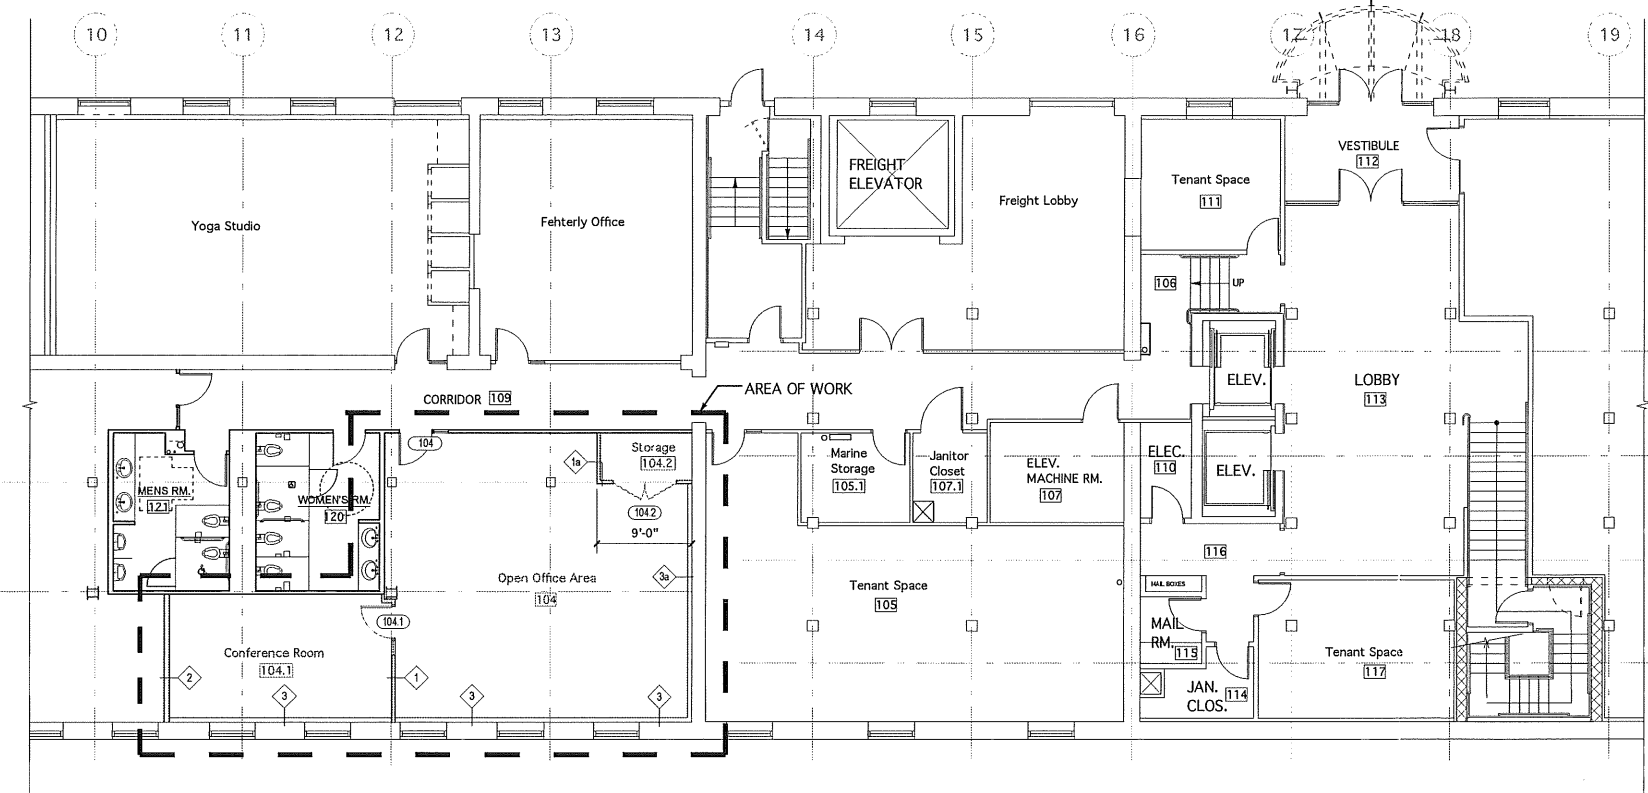 10 11 12 13 14 15 16 17 18 19
Yoga Studio
Fehterly Office
FREIGHT
ELEVATOR
Freight Lobby
Tenant Space
111
VESTIBULE
112
106
UP
ELEV.
LOBBY
113
CORRIDOR 109
AREA OF WORK
104
Storage
104.2
1a
104.2
9'-0"
MENS RM.
121
WOMEN'S RM.
120
Marine
Storage
105.1
Janitor
Closet
107.1
ELEV.
MACHINE RM.
107
ELEC.
110
ELEV.
116
Open Office Area
104
3a
Tenant Space
105
MAIL BOXES
104.1
MAIL
RM.
115
Conference Room
104.1
2
1
3
3
3
JAN.
CLOS.
114
Tenant Space
117